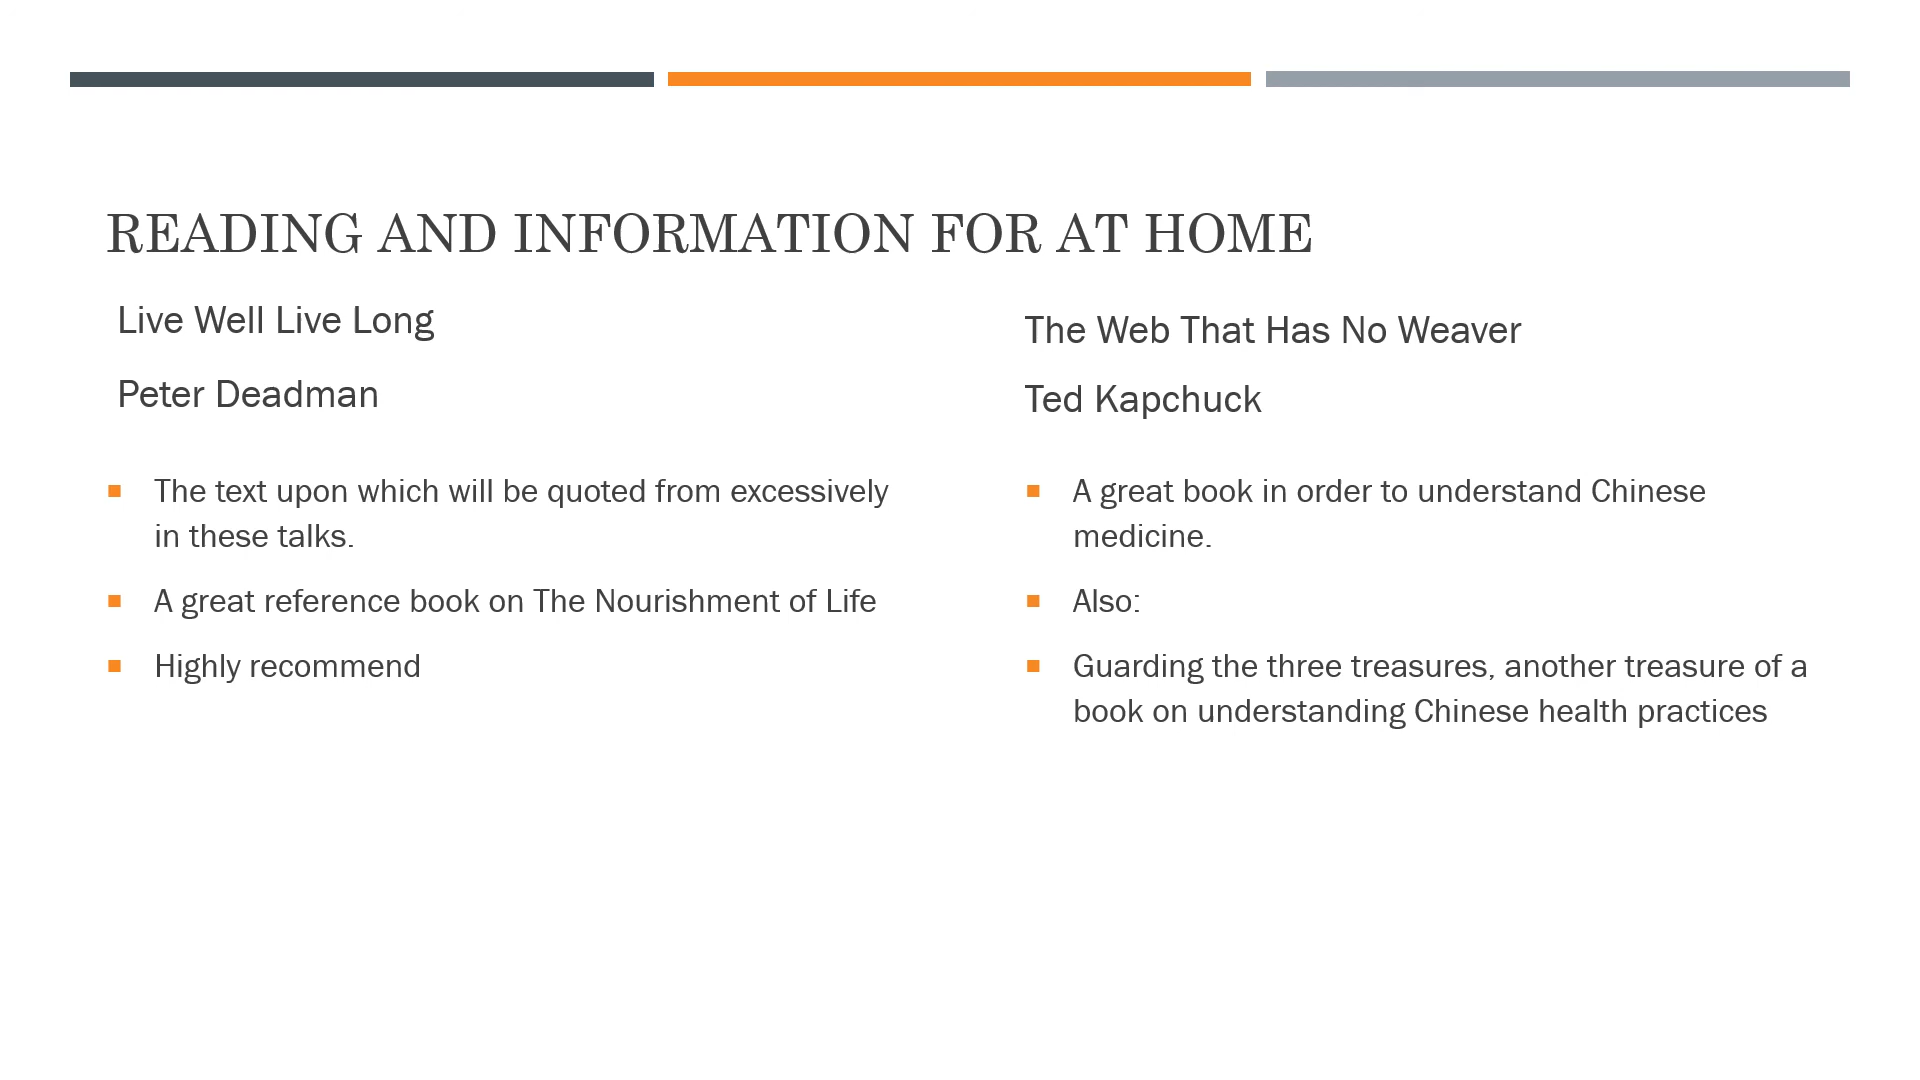 READING AND INFORMATION FOR AT HOME
Live Well Live Long
Peter Deadman
The text upon which will be quoted from excessively
in these talks.
A great reference book on The Nourishment of Life
Highly recommend
The Web That Has No Weaver
Ted Kapchuck
A great book in order to understand Chinese
medicine.
Also:
Guarding the three treasures, another treasure of a
book on understanding Chinese health practices